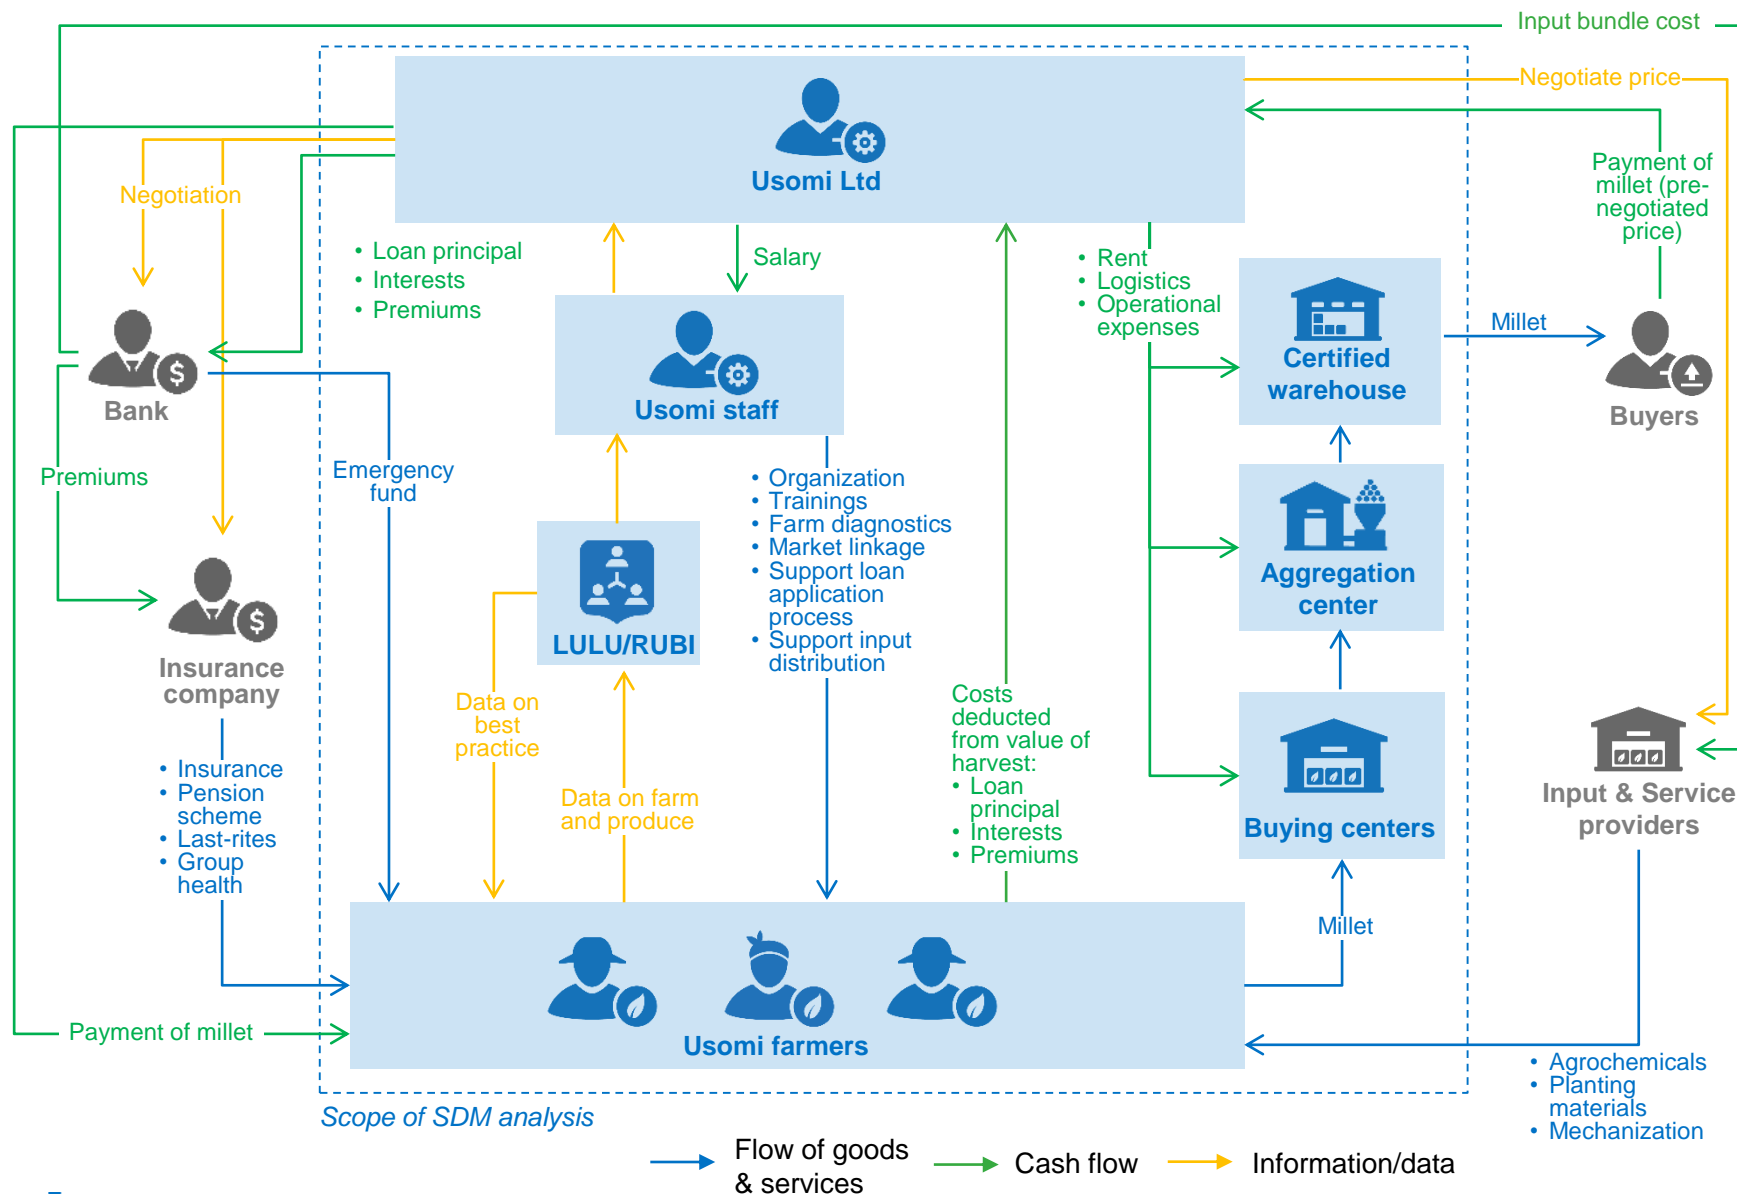 Input bundle cost
Negotiate price
Usomi Ltd
Negotiation
Payment of
millet (pre-
negotiated
price)
• Loan principal
• Interests
• Premiums
Salary
• Rent
• Logistics
• Operational
expenses
Millet
Certified
warehouse
Bank
Usomi staff
Buyers
Premiums
Emergency
fund
• Organization
• Trainings
• Farm diagnostics
• Market linkage
• Support loan
application
process
• Support input
distribution
Aggregation
center
LULU/RUBI
Insurance
company
Data on
best
practice
Costs
deducted
from value of
harvest:
• Loan
principal
• Interests
• Premiums
• Insurance
• Pension
scheme
• Last-rites
• Group
health
Data on farm
and produce
Buying centers
Input & Service
providers
Millet
Payment of millet
Usomi farmers
• Agrochemicals
• Planting
materials
• Mechanization
Scope of SDM analysis
Flow of goods
& services
Cash flow
Information/data